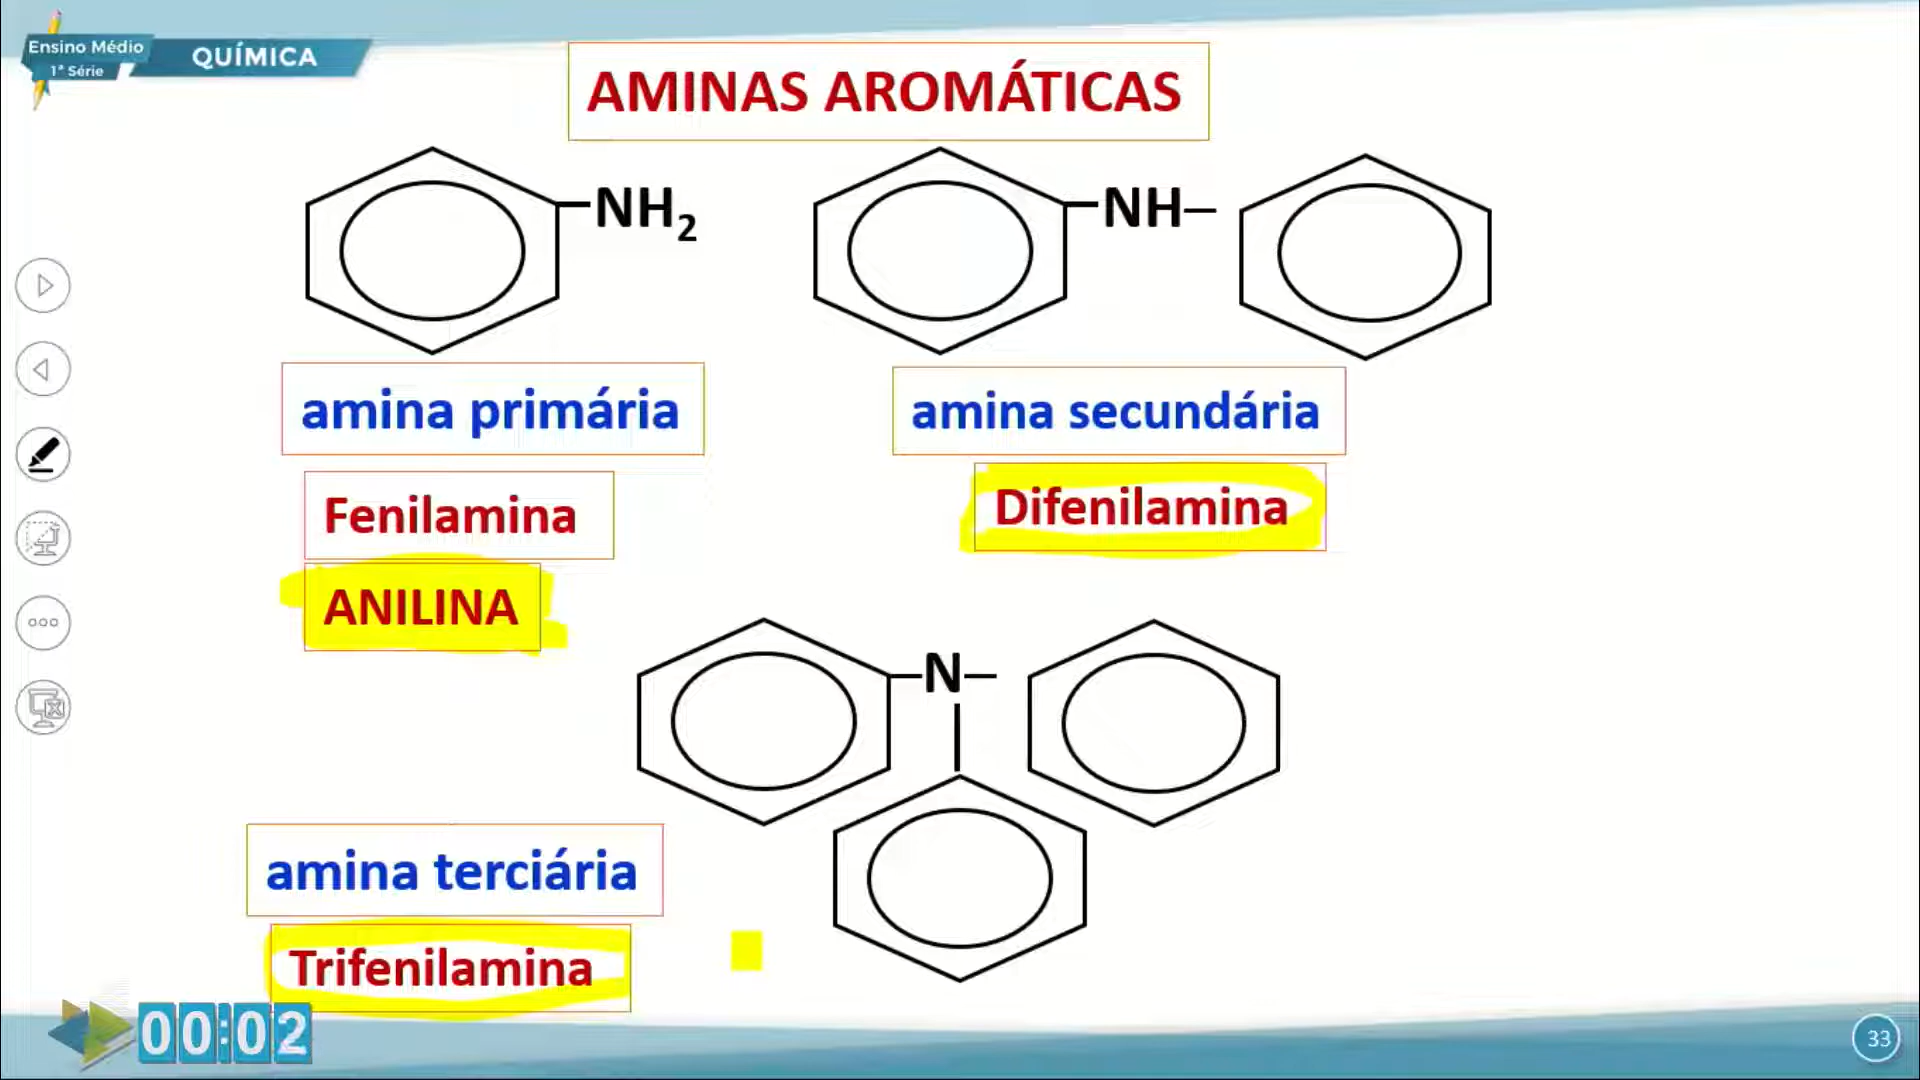 Ensino Médio
1ª Série
QUÍMICA
AMINAS AROMÁTICAS
NH₂
NH
amina primária
amina secundária
Fenilamina
Difenilamina
ANILINA
N
amina terciária
Trifenilamina
00:02
33